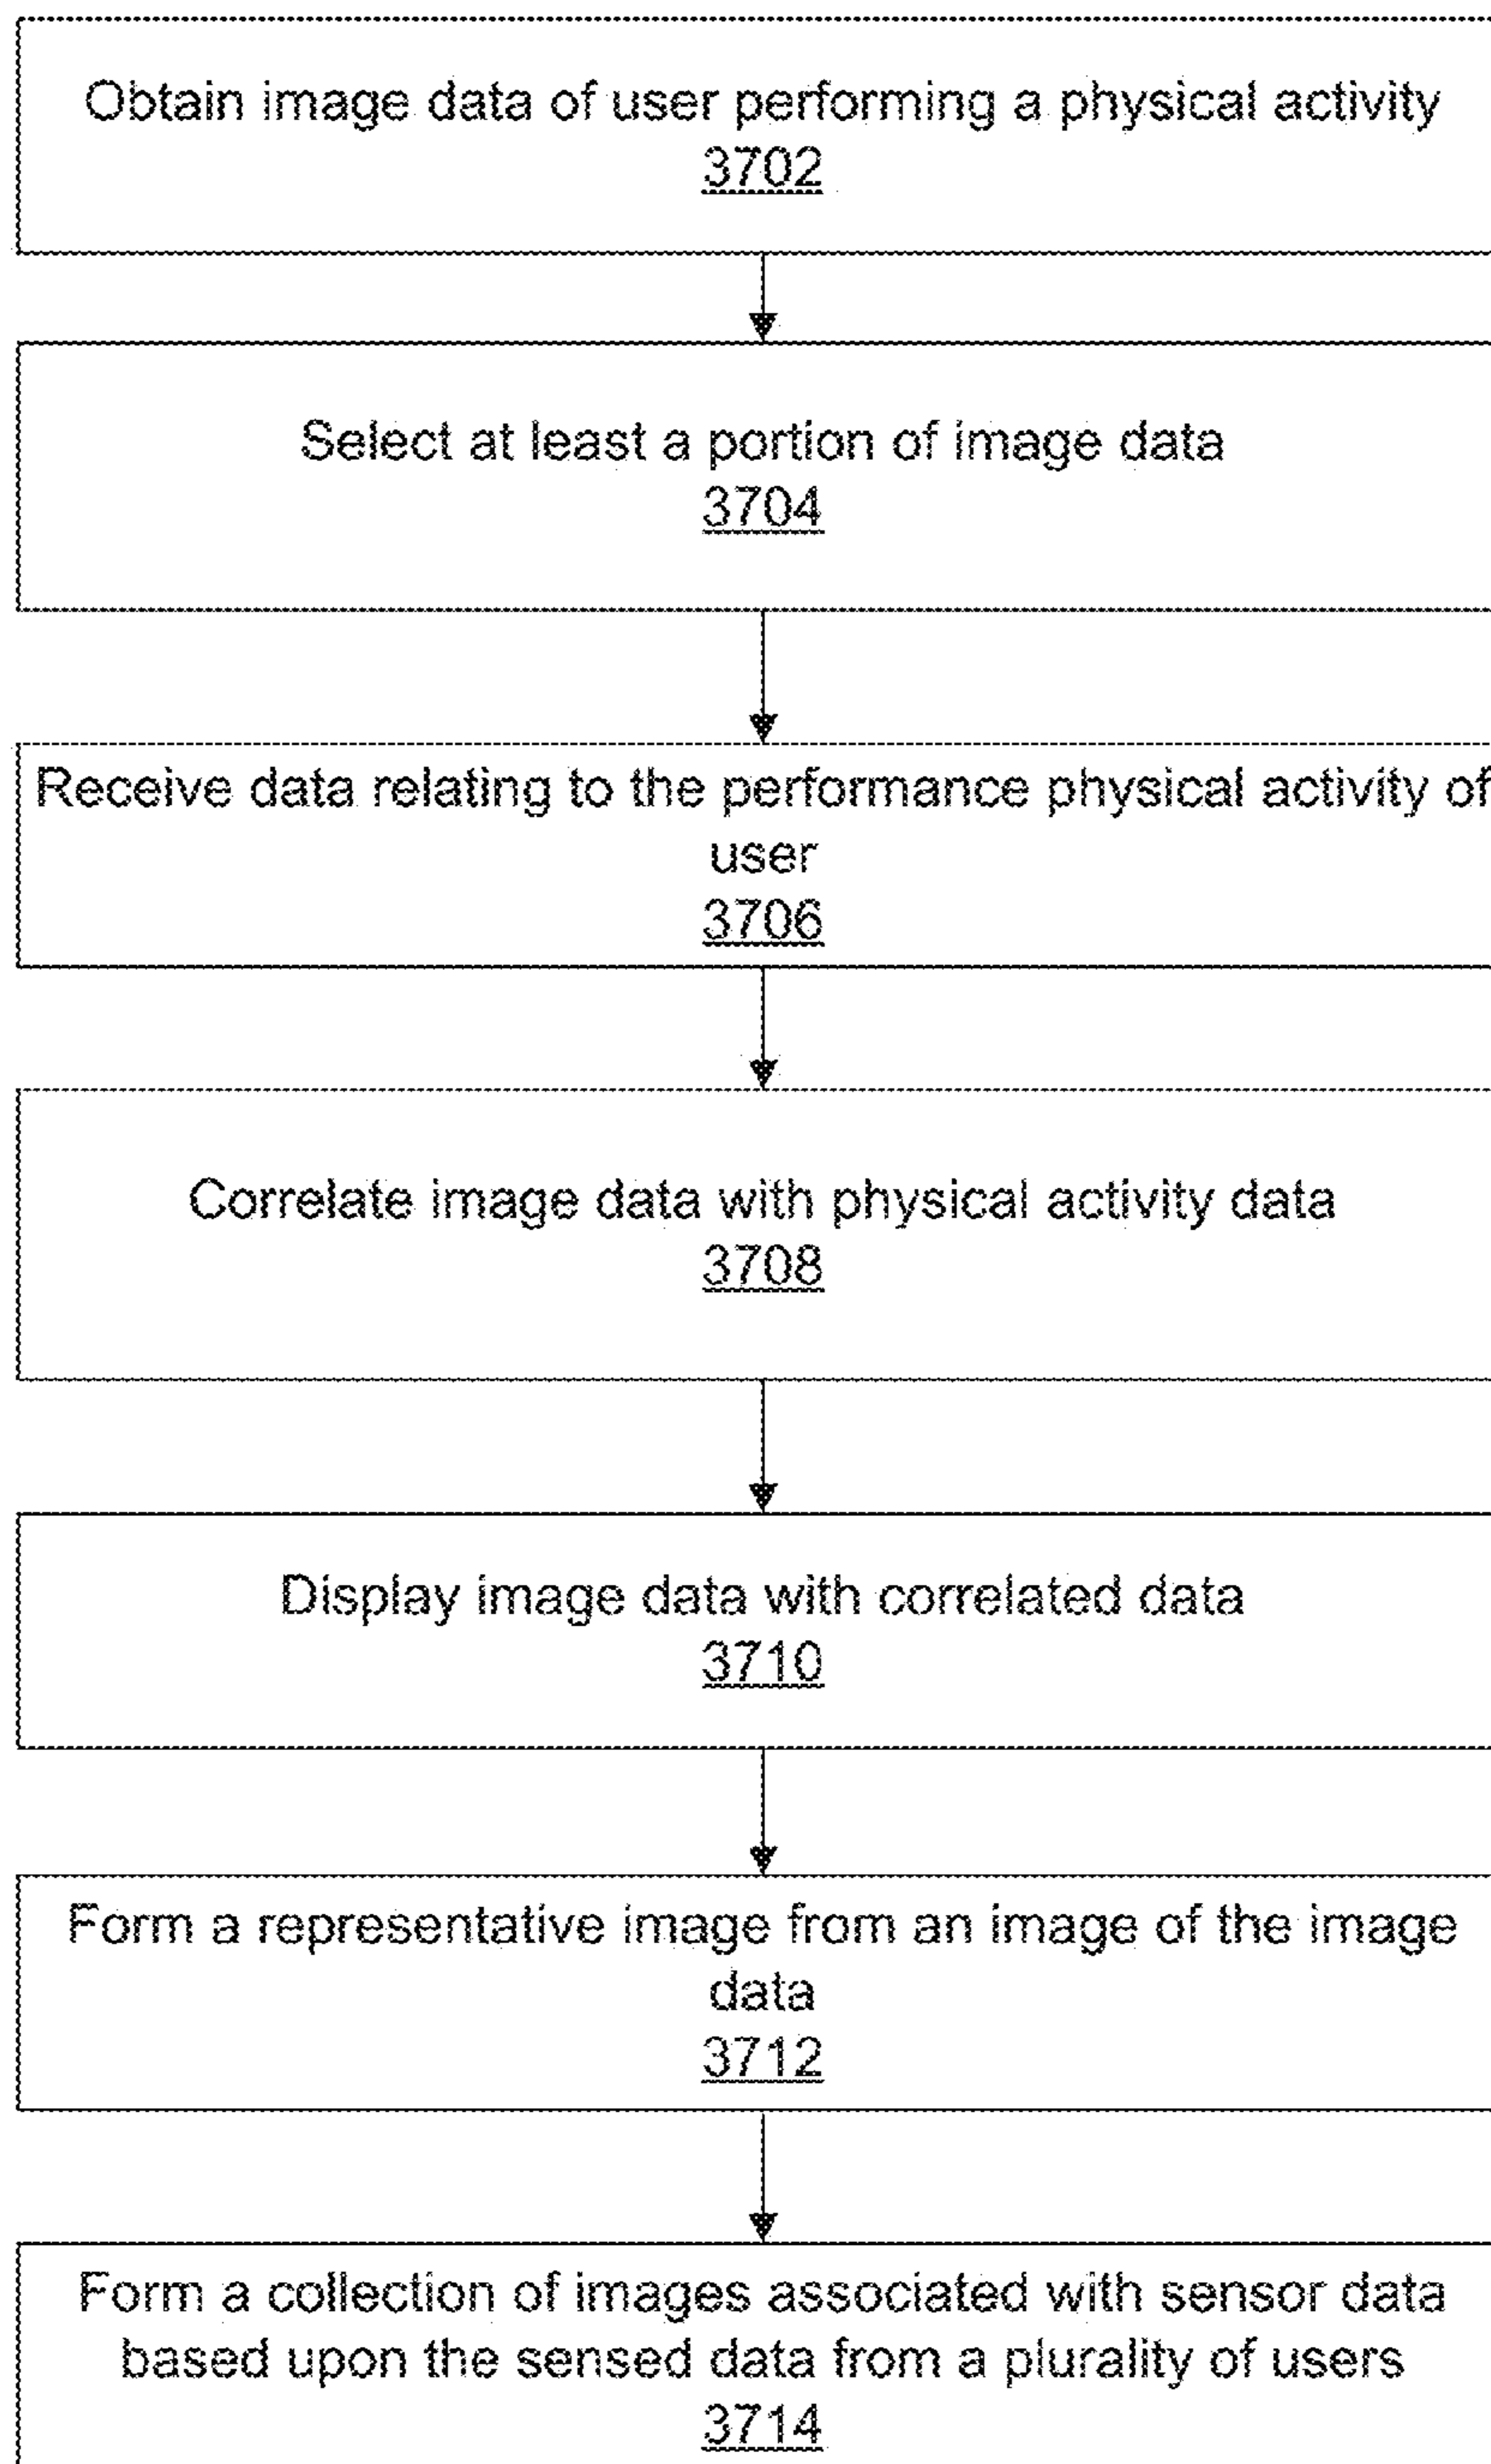 Obtain image data of user performing a physical activity
3702
Select at least a portion of image data
3704
Receive data relating to the performance physical activity of
user
3706
Correlate image data with physical activity data
3708
Display image data with correlated data
3710
Form a representative image from an image of the image
data
3712
Form a collection of images associated with sensor data
based upon the sensed data from a plurality of users
3714